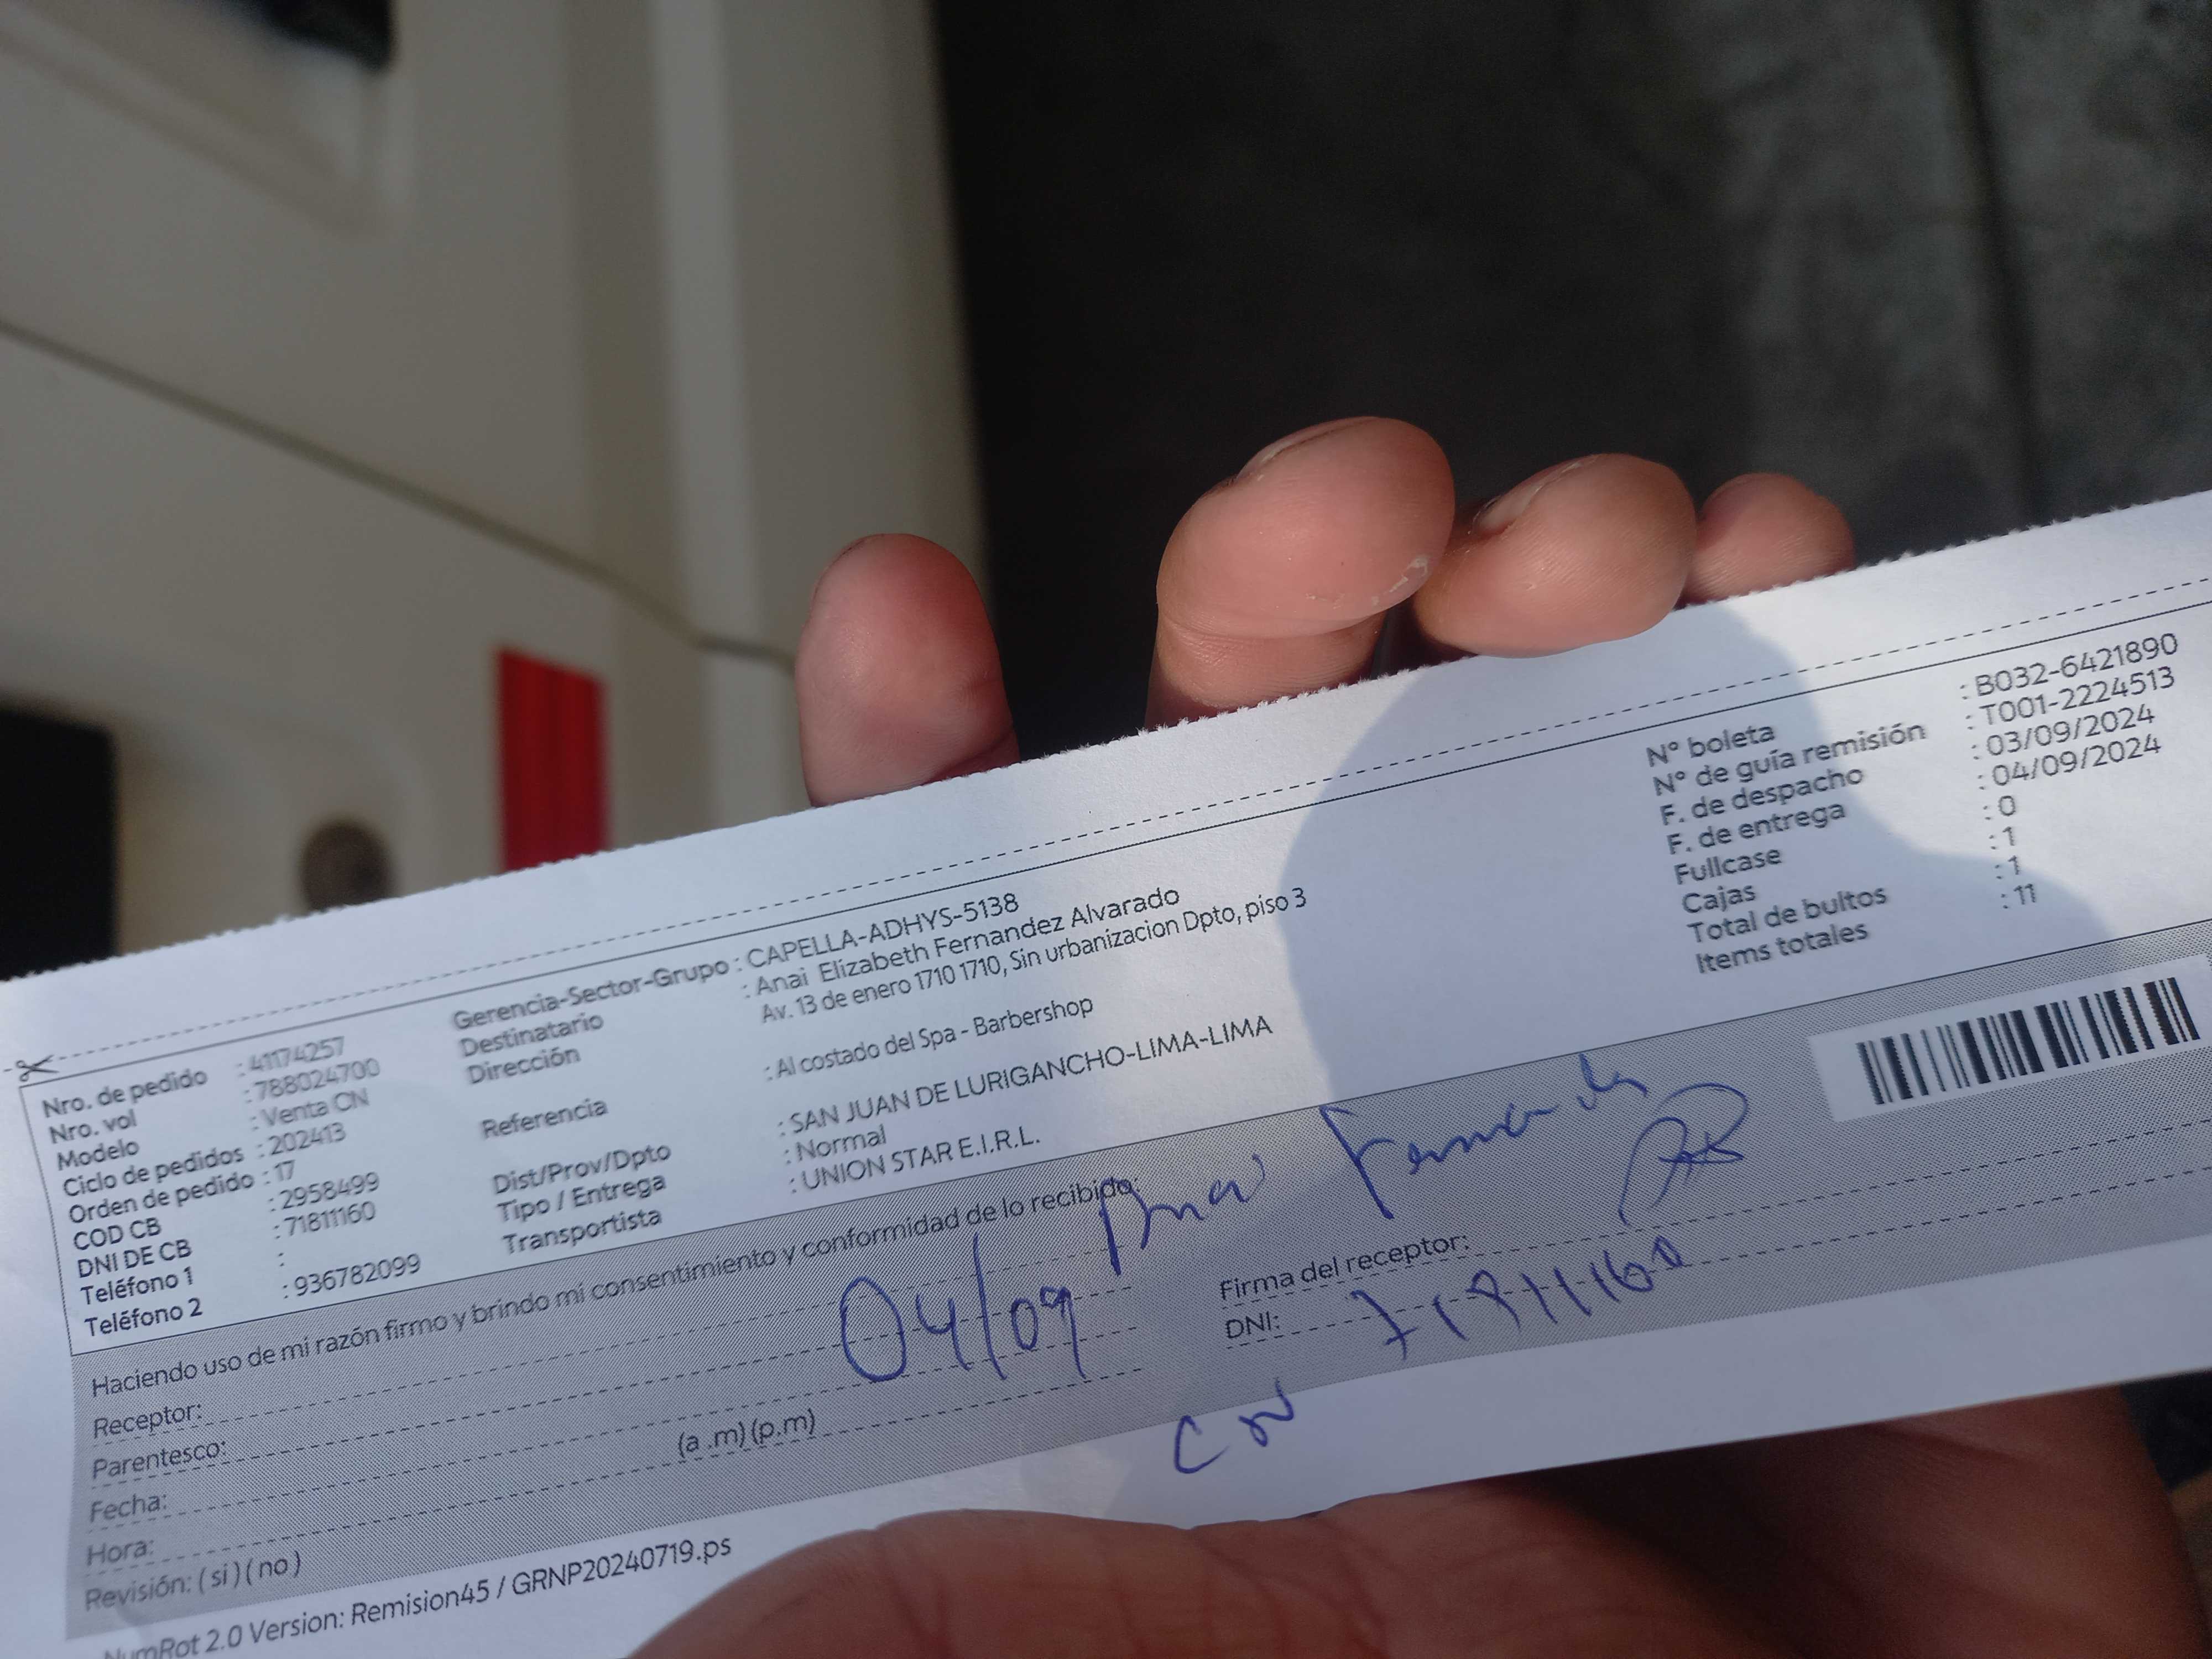 Nro. de pedido : 41174257
Nro. vol : 788024700
Modelo : Venta CN
Ciclo de pedidos : 202413
Orden de pedido : 17
COD CB : 2958499
DNI DE CB : 71811160
Teléfono 1 :
Teléfono 2 : 936782099
Gerencia-Sector-Grupo : CAPELLA-ADHYS-5138
Destinatario : Anai Elizabeth Fernandez Alvarado
Dirección Av. 13 de enero 1710 1710, Sin urbanizacion Dpto, piso 3
Referencia : Al costado del Spa - Barbershop
Dist/Prov/Dpto : SAN JUAN DE LURIGANCHO-LIMA-LIMA
Tipo / Entrega : Normal
Transportista : UNION STAR E.I.R.L.
N° boleta : B032-6421890
N° de guía remisión : T001-2224513
F. de despacho : 03/09/2024
F. de entrega : 04/09/2024
Fullcase : 0
Cajas : 1
Total de bultos : 1
Items totales : 11
Haciendo uso de mi razón firmo y brindo mi consentimiento y conformidad de lo recibido:
Receptor:
Parentesco:
Fecha: 04/09
Hora: (a .m) (p.m)
Revisión: ( si ) ( no )
Firma del receptor:
DNI: 71811160
NumRot 2.0 Version: Remision45 / GRNP20240719.ps